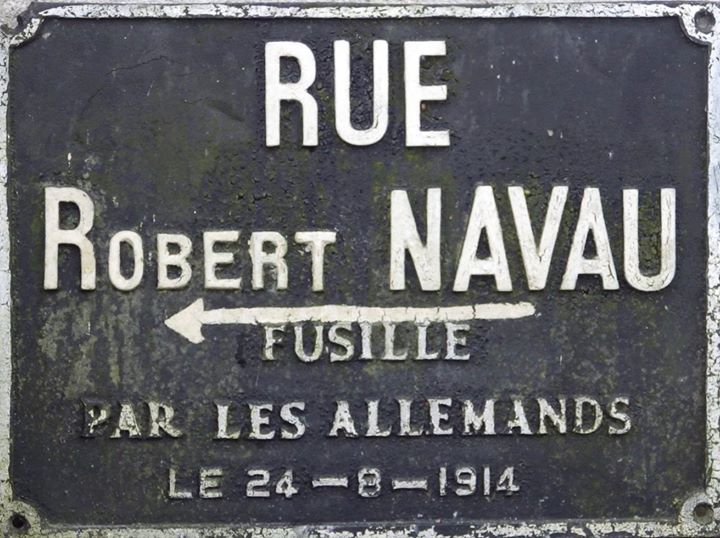 RUE
ROBERT NAVAU
FUSILLE
PAR LES ALLEMANDS
LE 24-8-1914